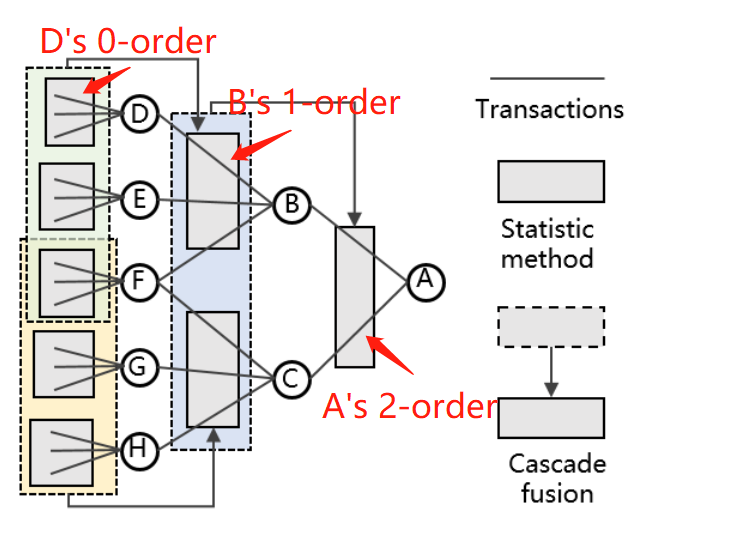 D's 0-order
B's 1-order
D
E
B
F
A
G
C
H
A's 2-order
Transactions
Statistic
method
Cascade
fusion